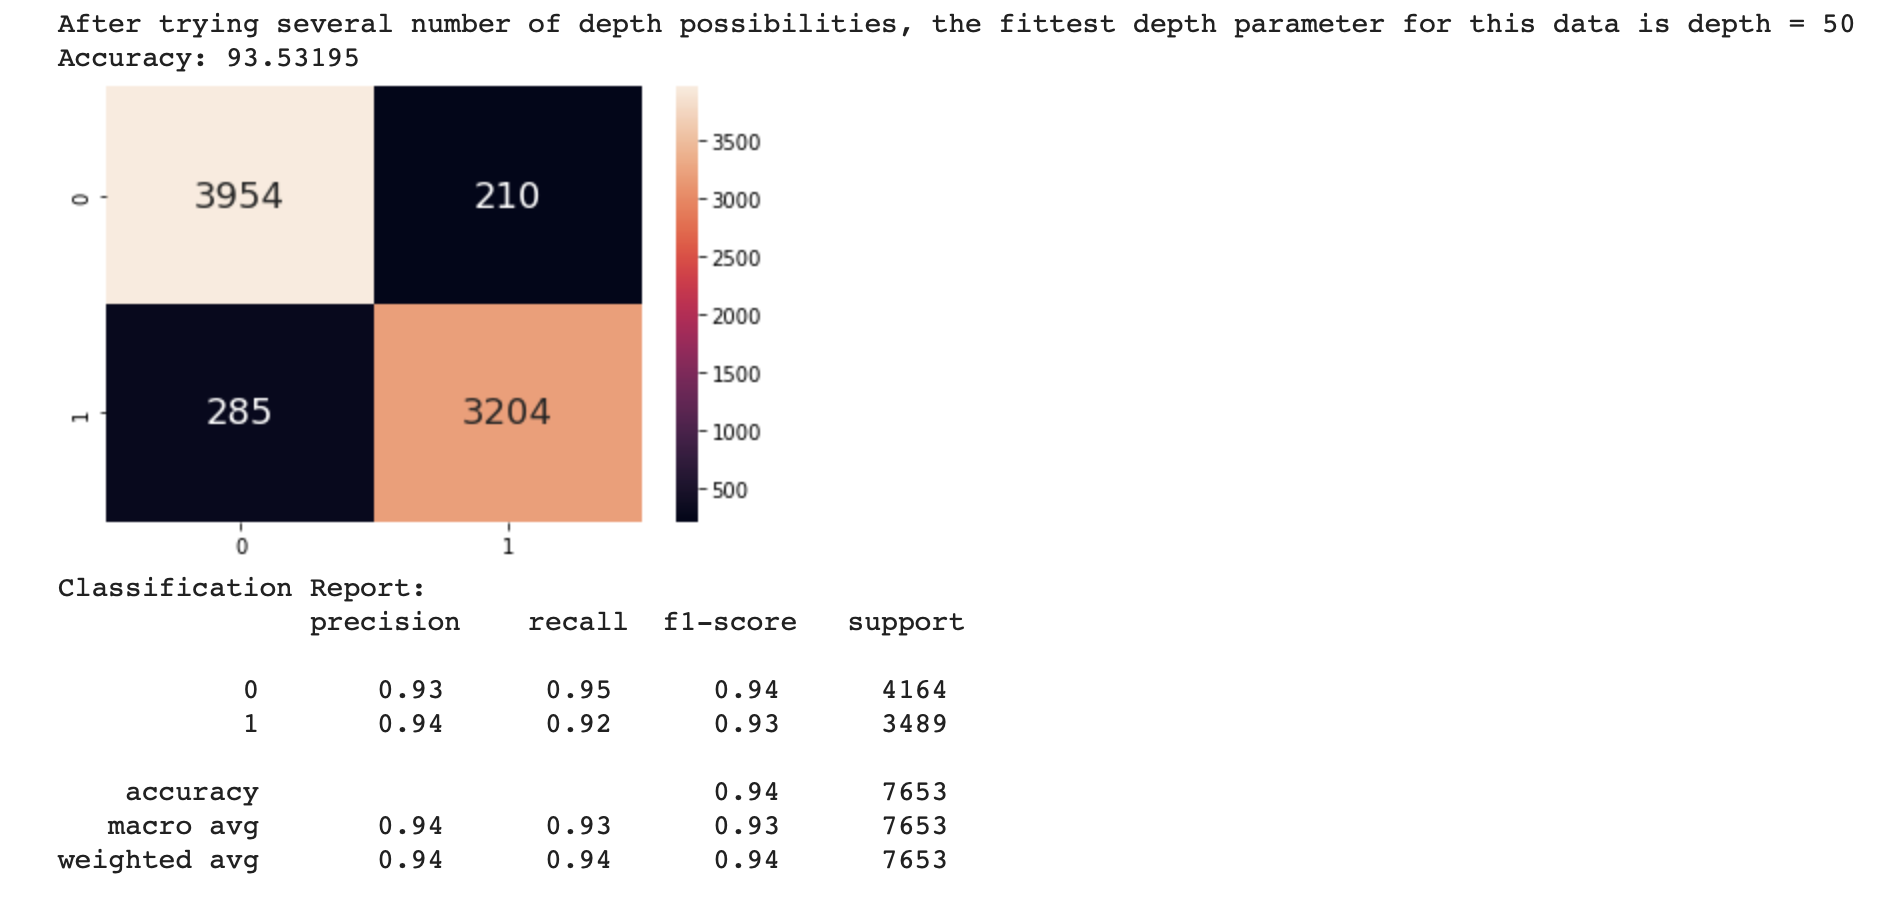 After trying several number of depth possibilities, the fittest depth parameter for this data is depth = 50
Accuracy: 93.53195
3500
0 3954 210
3000
2500
2000
1500
1 285 3204
1000
500
0 1
Classification Report:
precision recall f1-score support
0 0.93 0.95 0.94 4164
1 0.94 0.92 0.93 3489
accuracy 0.94 7653
macro avg 0.94 0.93 0.93 7653
weighted avg 0.94 0.94 0.94 7653